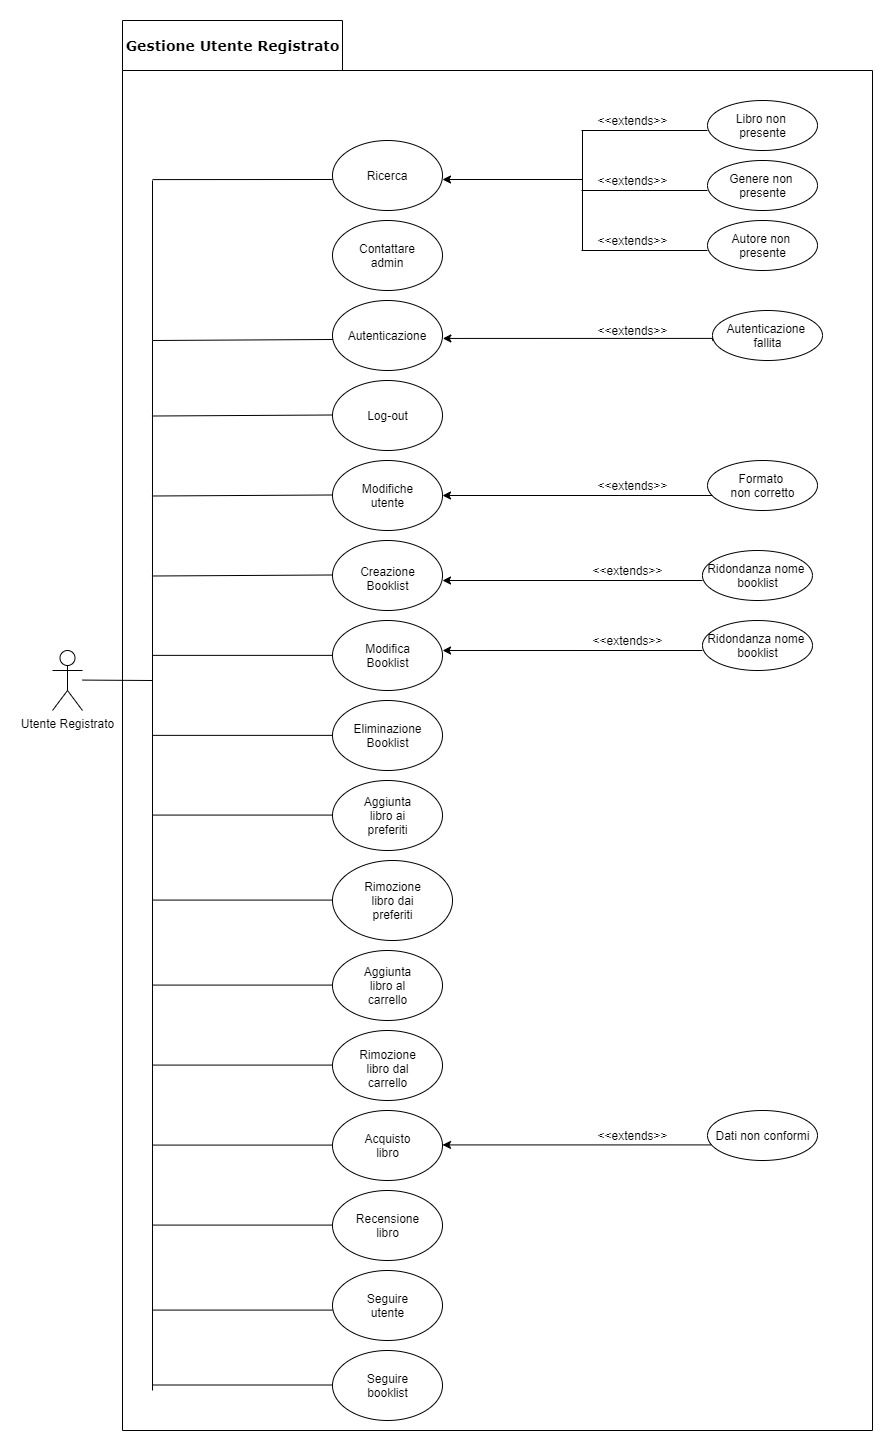 Gestione Utente Registrato
<<extends>>
Libro non
presente
Ricerca
<<extends>>
Genere non
presente
<<extends>>
Autore non
presente
Contattare
admin
Autenticazione
<<extends>>
Autenticazione
fallita
Log-out
Modifiche
utente
<<extends>>
Formato
non corretto
Creazione
Booklist
<<extends>>
Ridondanza nome
booklist
Modifica
Booklist
<<extends>>
Ridondanza nome
booklist
Utente Registrato
Eliminazione
Booklist
Aggiunta
libro ai
preferiti
Rimozione
libro dai
preferiti
Aggiunta
libro al
carrello
Rimozione
libro dal
carrello
Acquisto
libro
<<extends>>
Dati non conformi
Recensione
libro
Seguire
utente
Seguire
booklist